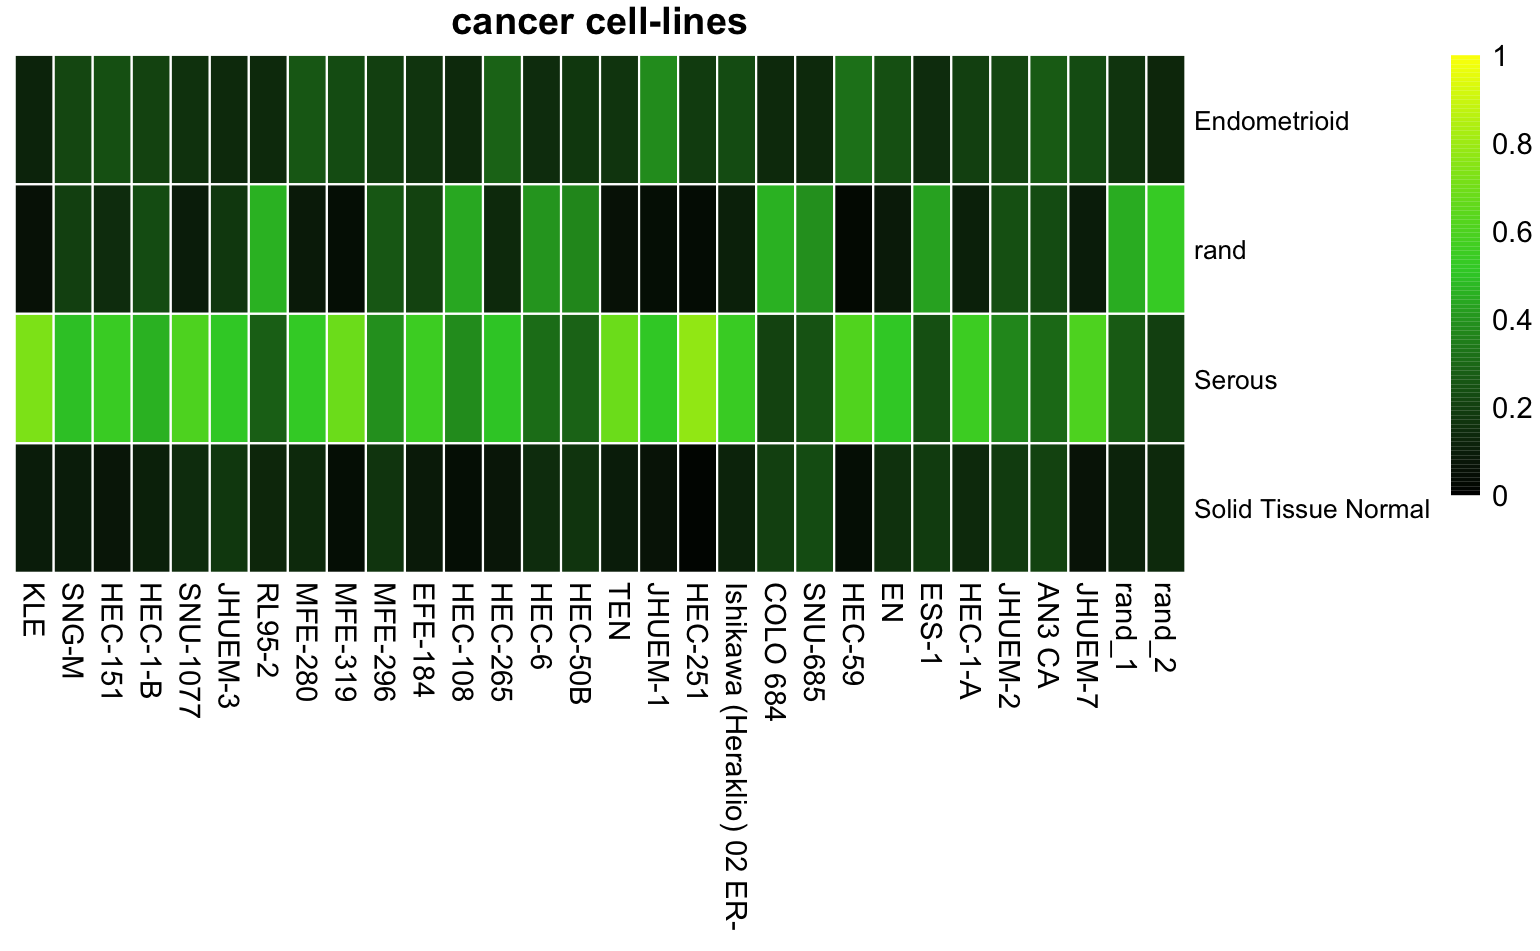 cancer cell-lines
Endometrioid
rand
Serous
Solid Tissue Normal
1
0.8
0.6
0.4
0.2
0
KLE
SNG-M
HEC-151
HEC-1-B
SNU-1077
JHUEM-3
RL95-2
MFE-280
MFE-319
MFE-296
EFE-184
HEC-108
HEC-265
HEC-6
HEC-50B
TEN
JHUEM-1
HEC-251
Ishikawa (Heraklio) 02 ER-
COLO 684
SNU-685
HEC-59
EN
ESS-1
HEC-1-A
JHUEM-2
AN3 CA
JHUEM-7
rand_1
rand_2